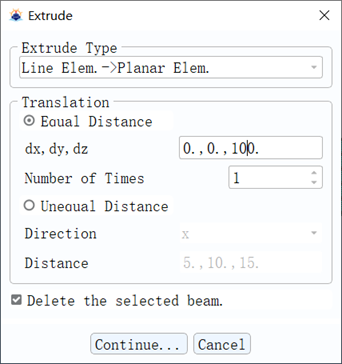 Extrude
Extrude Type
Line Elem.->Planar Elem.
Translation
Equal Distance
dx,dy,dz 0.,0.,100.
Number of Times 1
Unequal Distance
Direction x
Distance 5.,10.,15.
Delete the selected beam.
Continue... Cancel